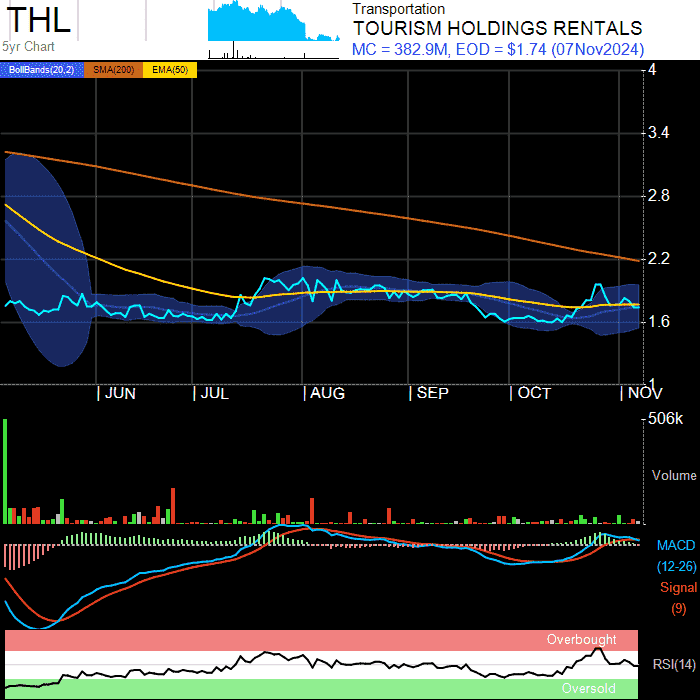 THL
5yr Chart
Transportation
TOURISM HOLDINGS RENTALS
MC = 382.9M, EOD = $1.74 (07Nov2024)
BollBands(20,2) SMA(200) EMA(50)
4
3.4
2.8
2.2
1.6
1
JUN JUL AUG SEP OCT NOV
506k
Volume
MACD
(12-26)
Signal
(9)
Overbought
RSI(14)
Oversold